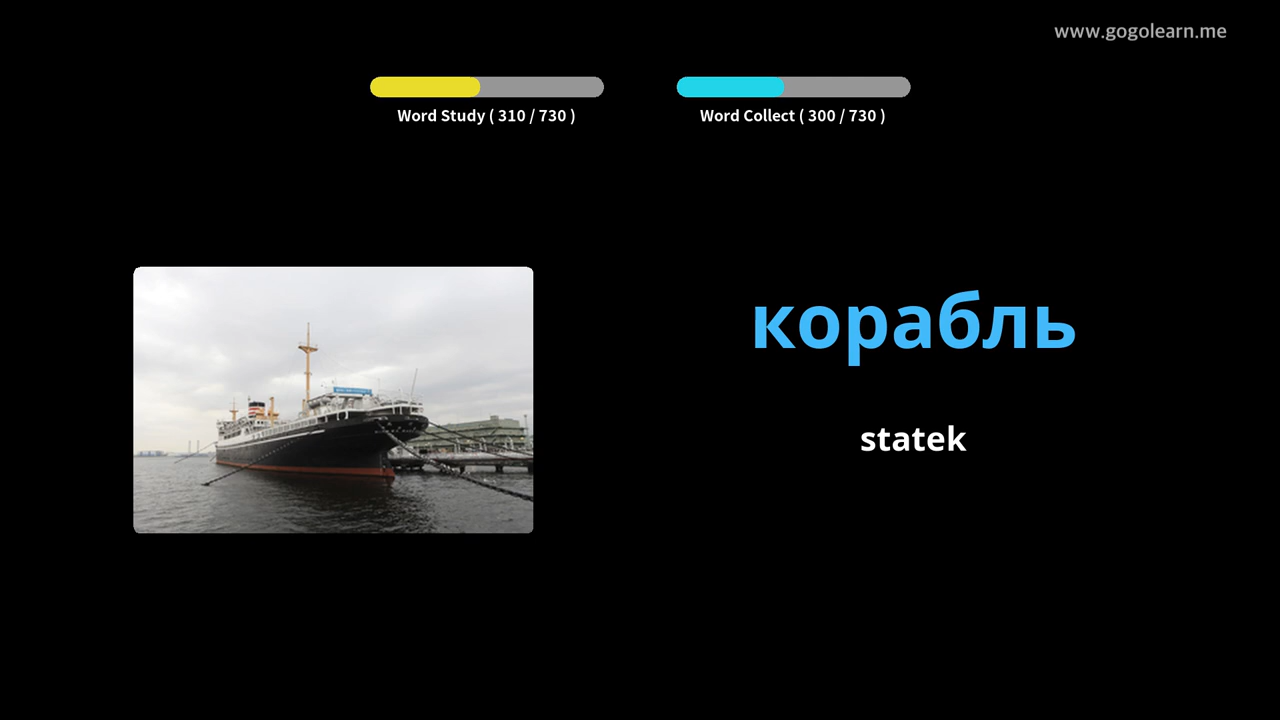 www.gogolearn.me
Word Study ( 310 / 730 )
Word Collect ( 300 / 730 )
корабль
statek